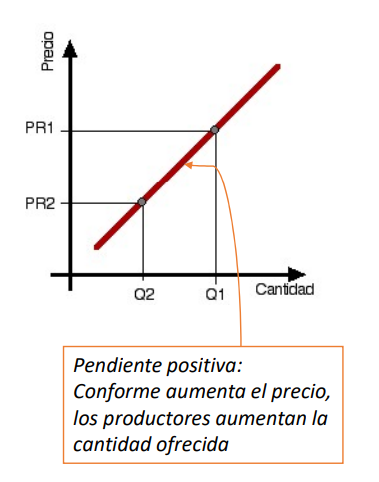 Precio
PR1
PR2
Q2
Q1
Cantidad
Pendiente positiva:
Conforme aumenta el precio,
los productores aumentan la
cantidad ofrecida